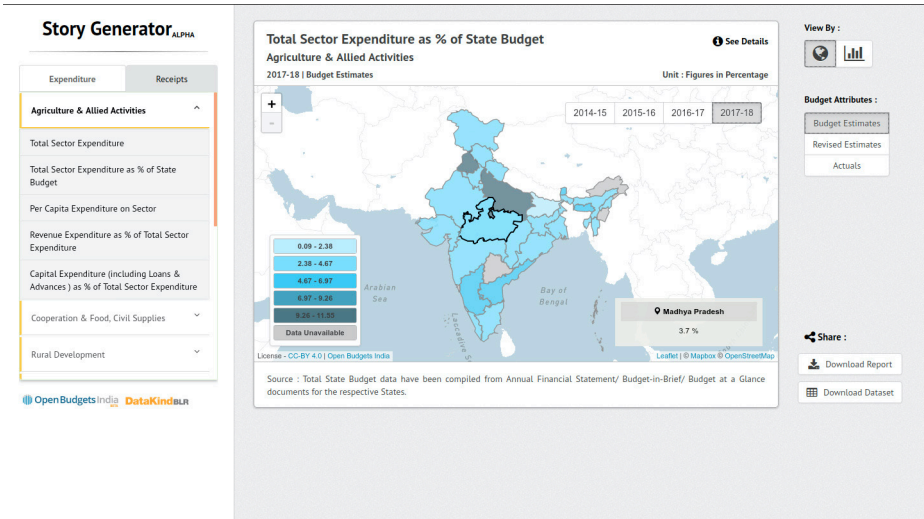 Story Generator ALPHA
Expenditure
Receipts
Agriculture & Allied Activities
Total Sector Expenditure
Total Sector Expenditure as % of State
Budget
Per Capita Expenditure on Sector
Revenue Expenditure as % of Total Sector
Expenditure
Capital Expenditure (including Loans &
Advances ) as % of Total Sector Expenditure
Cooperation & Food, Civil Supplies
Rural Development
OpenBudgetsIndia
BETA
DataKindBLR
Total Sector Expenditure as % of State Budget
See Details
Agriculture & Allied Activities
2017-18 | Budget Estimates
Unit : Figures in Percentage
+
-
2014-15
2015-16
2016-17
2017-18
0.09 - 2.38
2.38 - 4.67
4.67 - 6.97
6.97 - 9.26
9.26 - 11.55
Data Unavailable
Arabian
Sea
Bay of
Bengal
Laccadive
Madhya Pradesh
3.7 %
License - CC-BY 4.0 | Open Budgets India
Leaflet | © Mapbox © OpenStreetMap
Source : Total State Budget data have been compiled from Annual Financial Statement/ Budget-in-Brief/ Budget at a Glance
documents for the respective States.
View By :
Budget Attributes :
Budget Estimates
Revised Estimates
Actuals
Share :
Download Report
Download Dataset